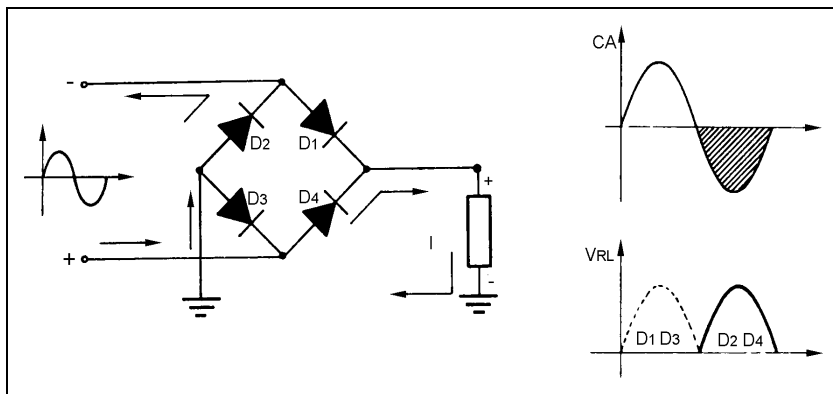 CA
-
D2 D1
D3 D4
+
+
I
-
VRL
D1 D3 D2 D4